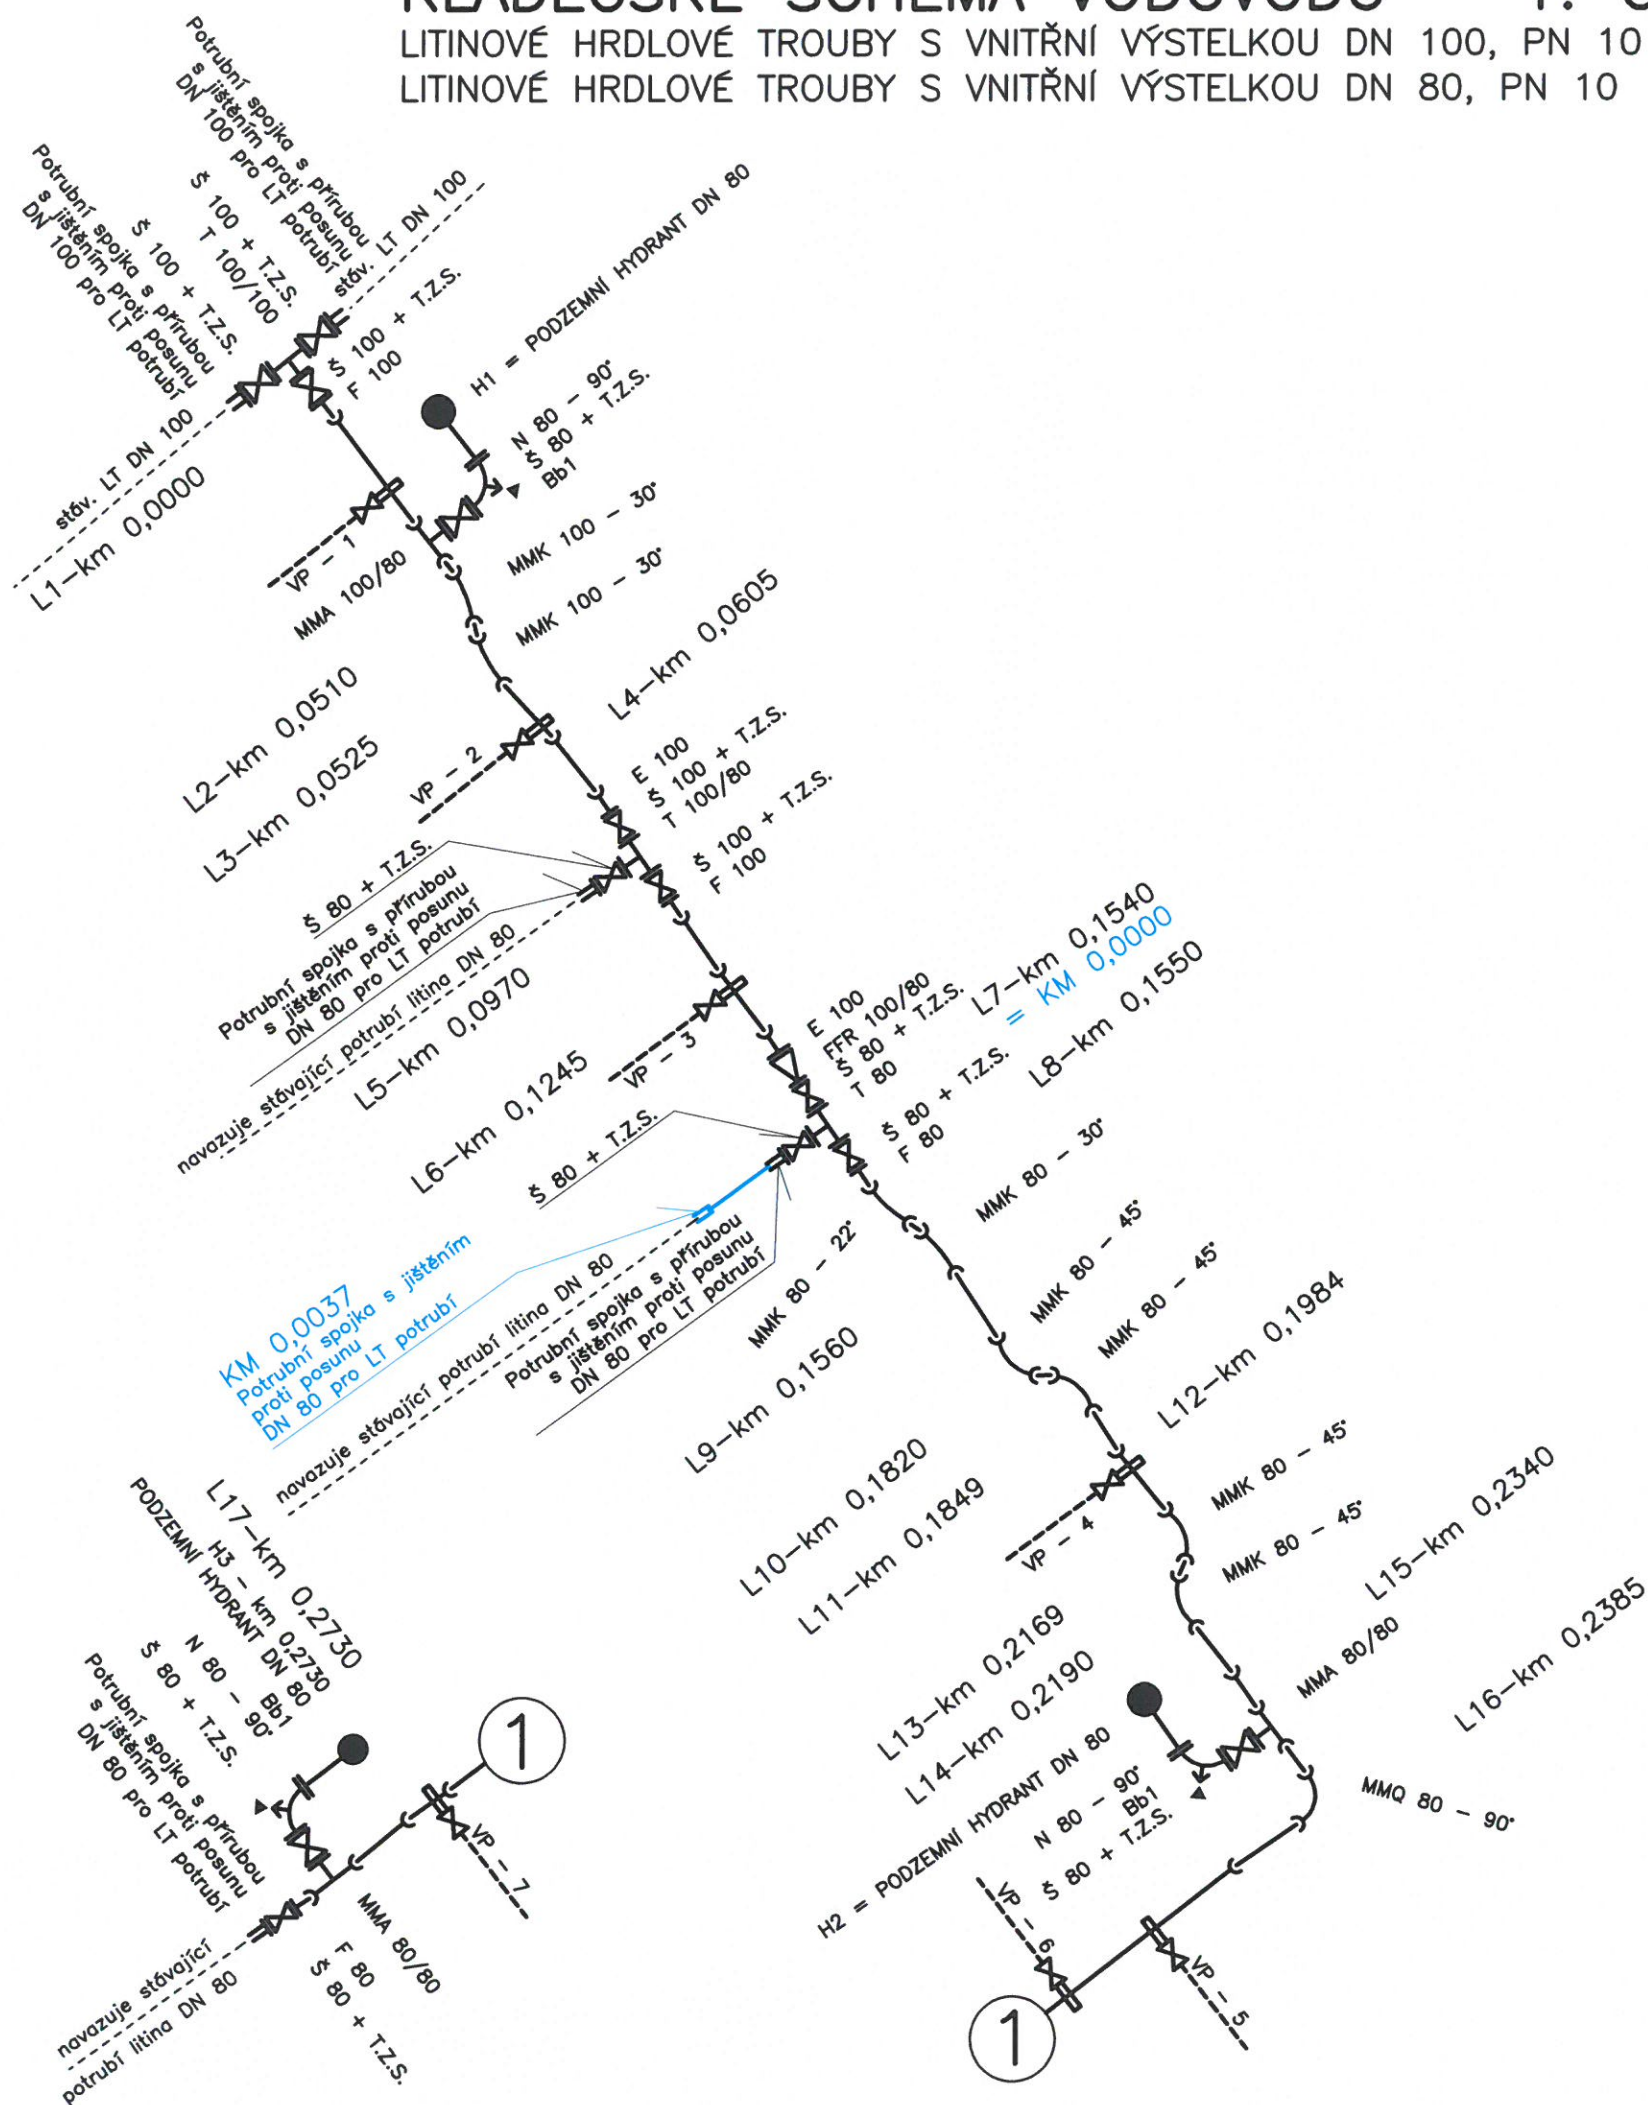 LITINOVÉ HRDLOVÉ TROUBY S VNITŘNÍ VÝSTELKOU DN 100, PN 10
LITINOVÉ HRDLOVÉ TROUBY S VNITŘNÍ VÝSTELKOU DN 80, PN 10
Potrubní spojka s přírubou
s jištěním proti posunu
DN 100 pro LT potrubí
Š 100 + T.Z.S.
T 100/100
Potrubní spojka s přírubou
s jištěním proti posunu
DN 100 pro LT potrubí
Š 100 + T.Z.S.
stáv. LT DN 100
Š 100 + T.Z.S.
F 100
H1 = PODZEMNÍ HYDRANT DN 80
N 80 – 90°
Š 80 + T.Z.S.
Bb1
stáv. LT DN 100
L1–km 0,0000
VP – 1
MMA 100/80
MMK 100 – 30°
MMK 100 – 30°
L2–km 0,0510
L3–km 0,0525
L4–km 0,0605
VP – 2
E 100
Š 100 + T.Z.S.
T 100/80
Š 100 + T.Z.S.
F 100
Š 80 + T.Z.S.
Potrubní spojka s přírubou
s jištěním proti posunu
DN 80 pro LT potrubí
navazuje stávající potrubí litina DN 80
L5–km 0,0970
L6–km 0,1245
VP – 3
E 100
FFR 100/80
Š 80 + T.Z.S.
T 80
L7–km 0,1540
= KM 0,0000
Š 80 + T.Z.S.
F 80
L8–km 0,1550
Š 80 + T.Z.S.
KM 0,0037
Potrubní spojka s jištěním
proti posunu
DN 80 pro LT potrubí
navazuje stávající potrubí litina DN 80
Potrubní spojka s přírubou
s jištěním proti posunu
DN 80 pro LT potrubí
MMK 80 – 22°
MMK 80 – 30°
L9–km 0,1560
MMK 80 – 45°
MMK 80 – 45°
L10–km 0,1820
L11–km 0,1849
L12–km 0,1984
VP – 4
MMK 80 – 45°
MMK 80 – 45°
L13–km 0,2169
L14–km 0,2190
L15–km 0,2340
MMA 80/80
L16–km 0,2385
H2 = PODZEMNÍ HYDRANT DN 80
N 80 – 90°
Bb1
Š 80 + T.Z.S.
MMQ 80 – 90°
VP – 5
VP – 6
1
L17–km 0,2730
H3 – km 0,2730
PODZEMNÍ HYDRANT DN 80
Bb1
N 80 – 90°
Š 80 + T.Z.S.
Potrubní spojka s přírubou
s jištěním proti posunu
DN 80 pro LT potrubí
1
VP – 7
MMA 80/80
F 80
Š 80 + T.Z.S.
navazuje stávající
potrubí litina DN 80